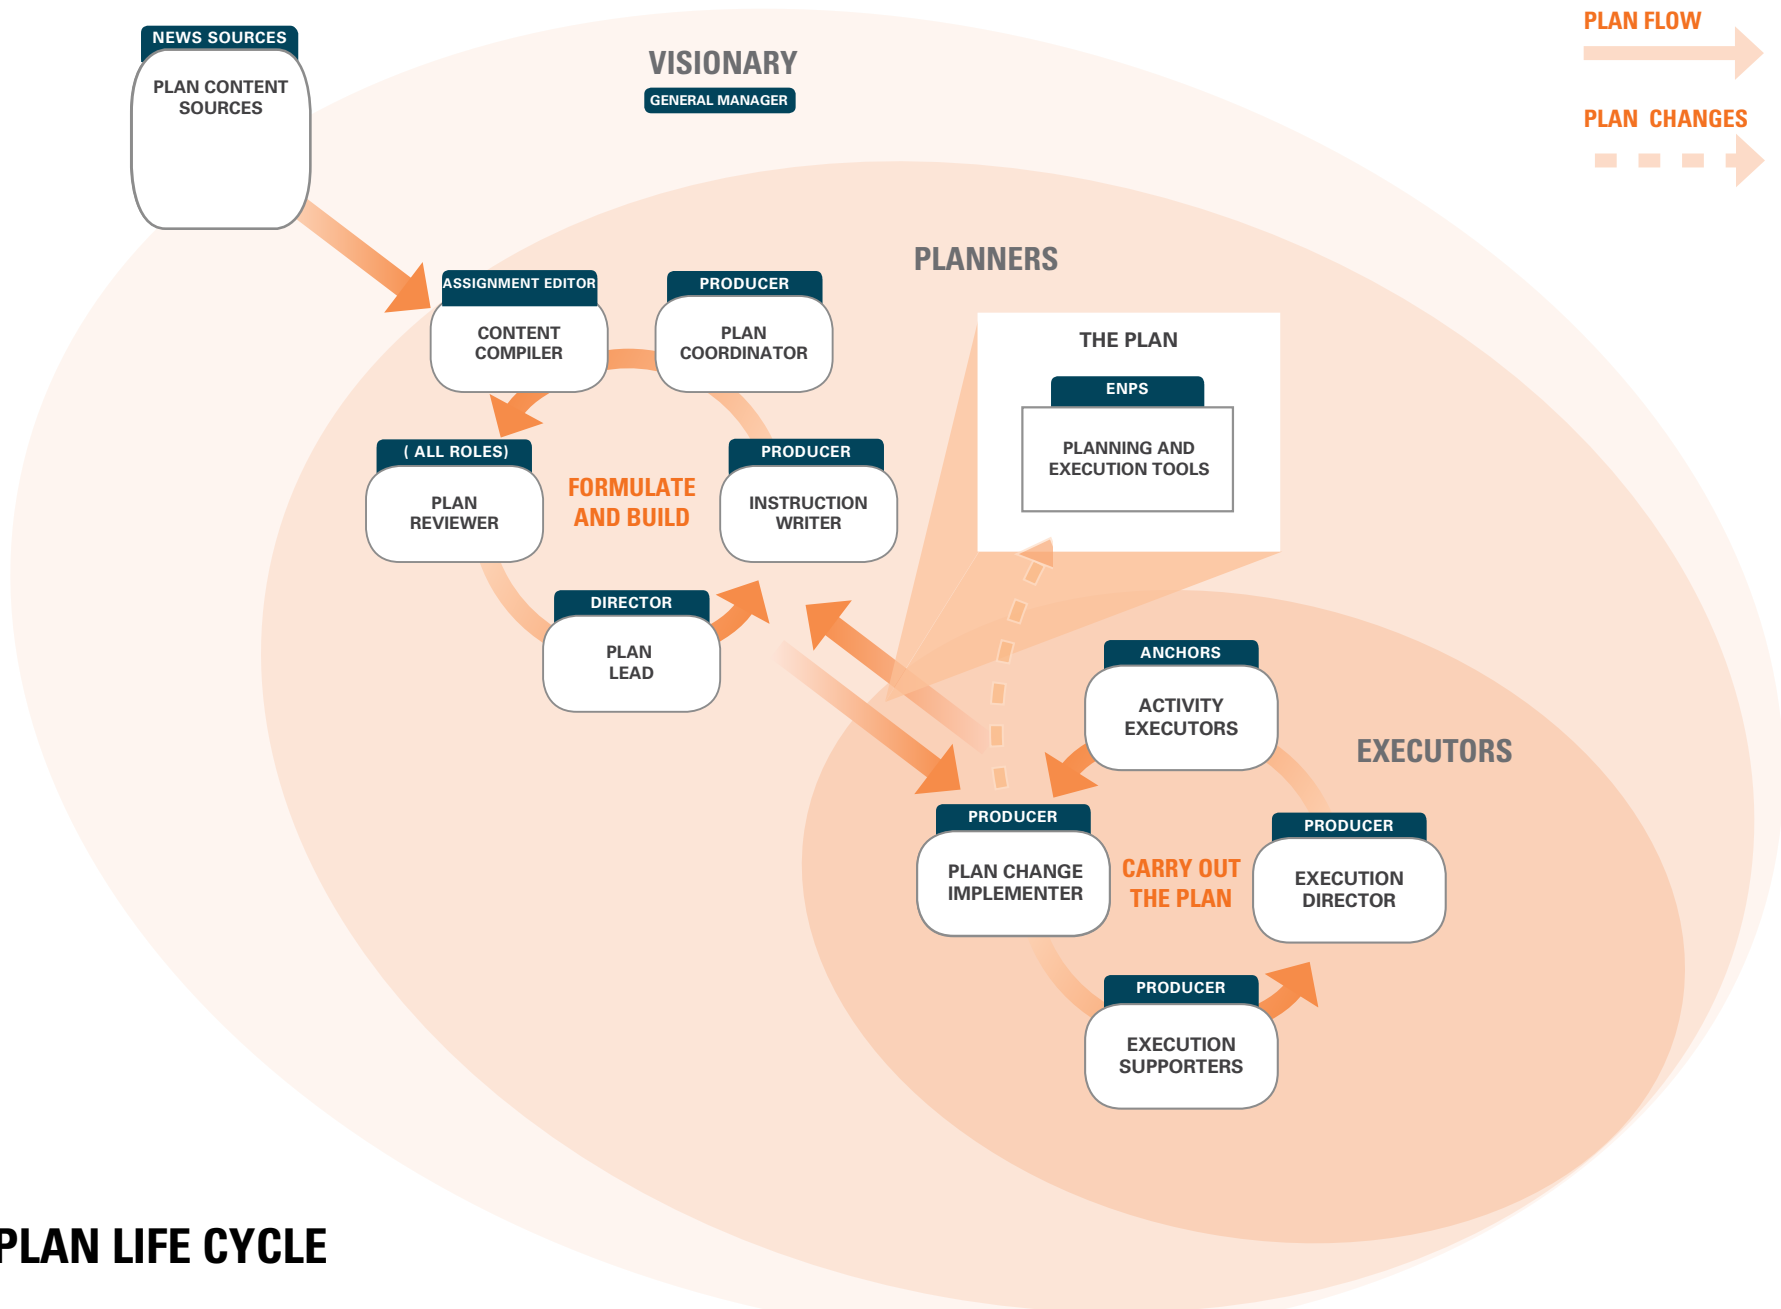 PLAN FLOW
PLAN CHANGES
NEWS SOURCES
PLAN CONTENT
SOURCES
VISIONARY
GENERAL MANAGER
PLANNERS
ASSIGNMENT EDITOR
CONTENT
COMPILER
PRODUCER
PLAN
COORDINATOR
THE PLAN
ENPS
PLANNING AND
EXECUTION TOOLS
( ALL ROLES)
PLAN
REVIEWER
FORMULATE
AND BUILD
PRODUCER
INSTRUCTION
WRITER
DIRECTOR
PLAN
LEAD
ANCHORS
ACTIVITY
EXECUTORS
EXECUTORS
PRODUCER
PLAN CHANGE
IMPLEMENTER
CARRY OUT
THE PLAN
PRODUCER
EXECUTION
DIRECTOR
PRODUCER
EXECUTION
SUPPORTERS
PLAN LIFE CYCLE